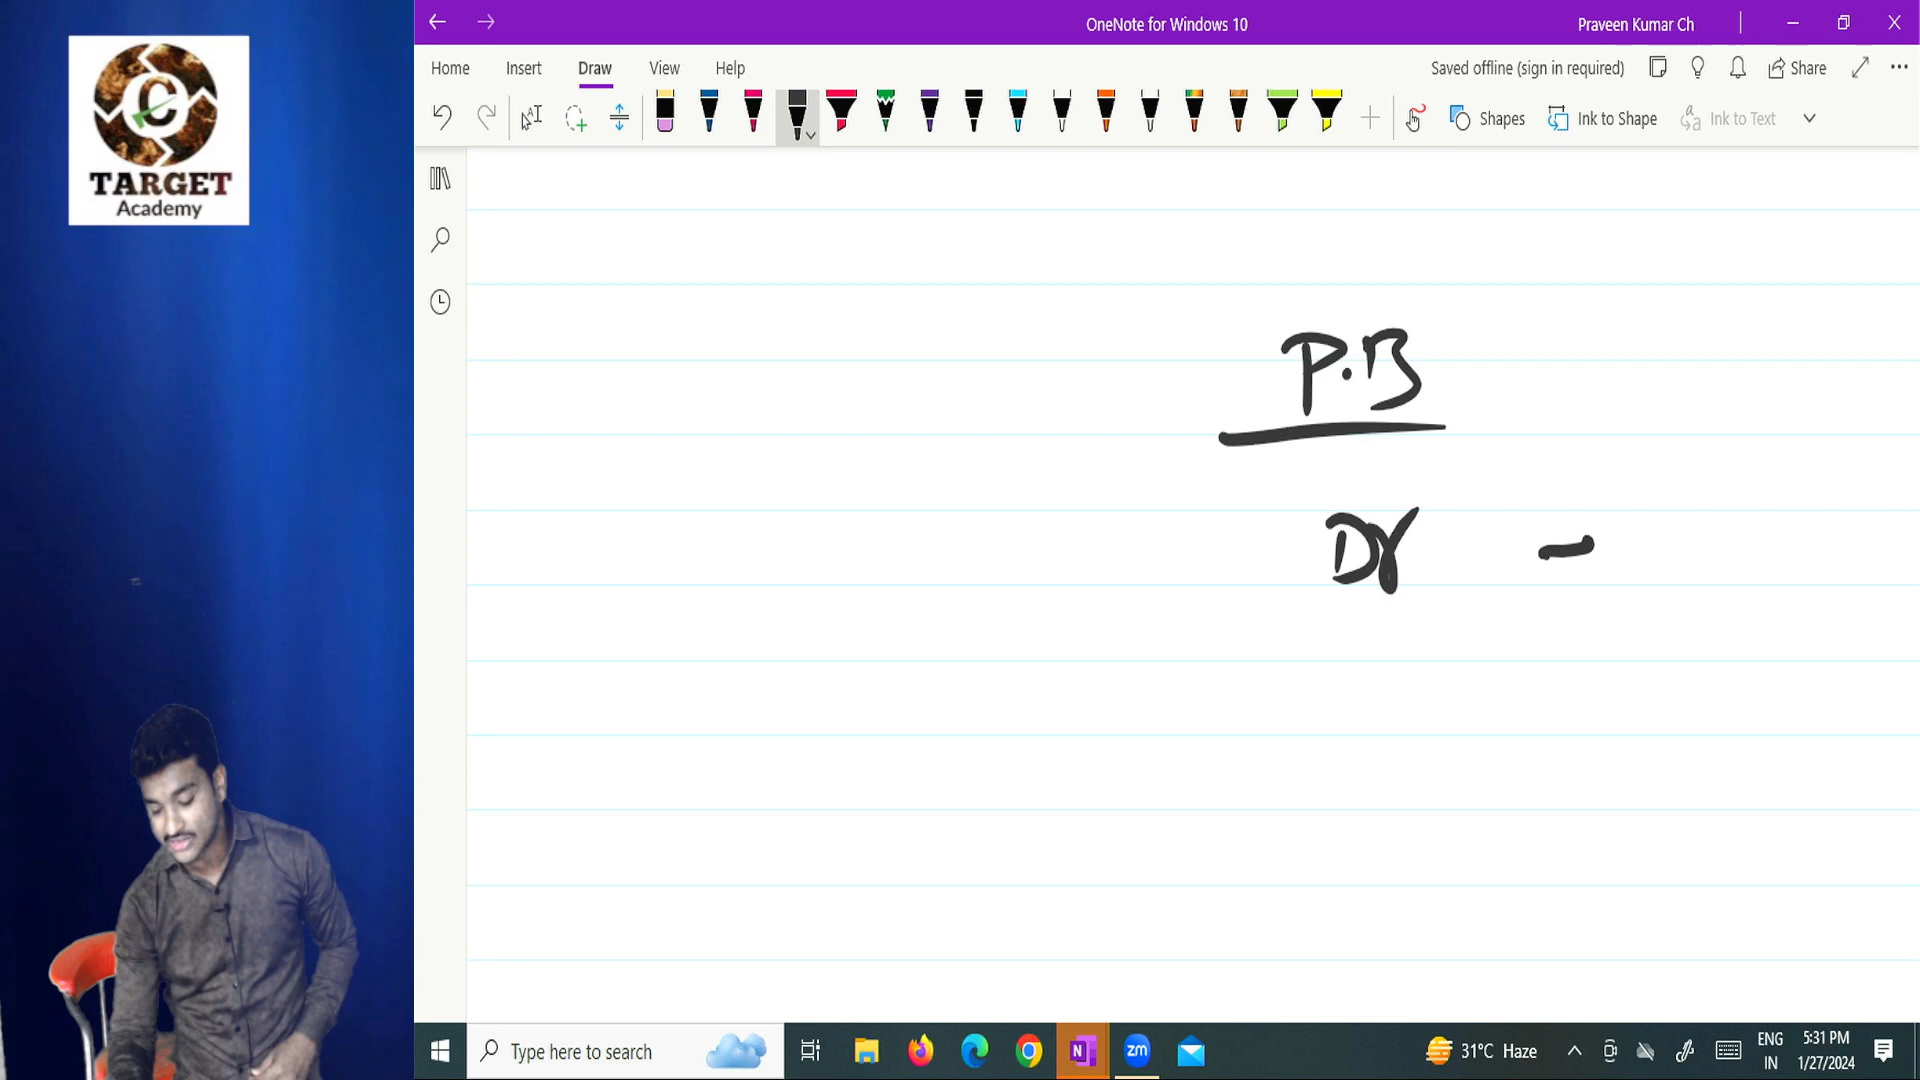 OneNote for Windows 10
Praveen Kumar Ch
Home Insert Draw View Help
Saved offline (sign in required)
Share
Shapes
Ink to Shape
Ink to Text
TARGET
Academy
P.B
Dr -
Type here to search
zm
31°C Haze
ENG
IN
5:31 PM
1/27/2024